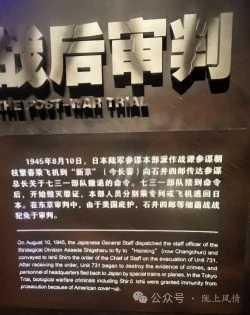 战后审判
THE POST-WAR TRIAL
1945年8月10日，日本陆军参谋本部派作战课参谋朝
枝繁春乘飞机到“新京”（今长春）向石井四郎传达参谋
总长关于七三一部队撤退的命令。七三一部队接到命令
后，开始毁灭罪证，本部人员分别乘专列或飞机逃回日
本。在东京审判中，由于美国庇护，石井四郎等细菌战战
犯免于审判。
On August 10, 1945, the Japanese General Staff dispatched the staff officer of the
Strategical Division Asaeda Shigeharu to fly to "Hsinking" (now Changchun) and
conveyed to Ishii Shiro the order of the Chief of Staff on the evacuation of Unit 731.
After receiving the order, Unit 731 began to destroy the evidence of crimes, and
personnel of headquarters fled back to Japan by special trains or planes. In the Tokyo
Trial, biological warfare criminals including Shirō Ishii were granted immunity from
prosecution because of American cover-up.
公众号 · 陇上风情